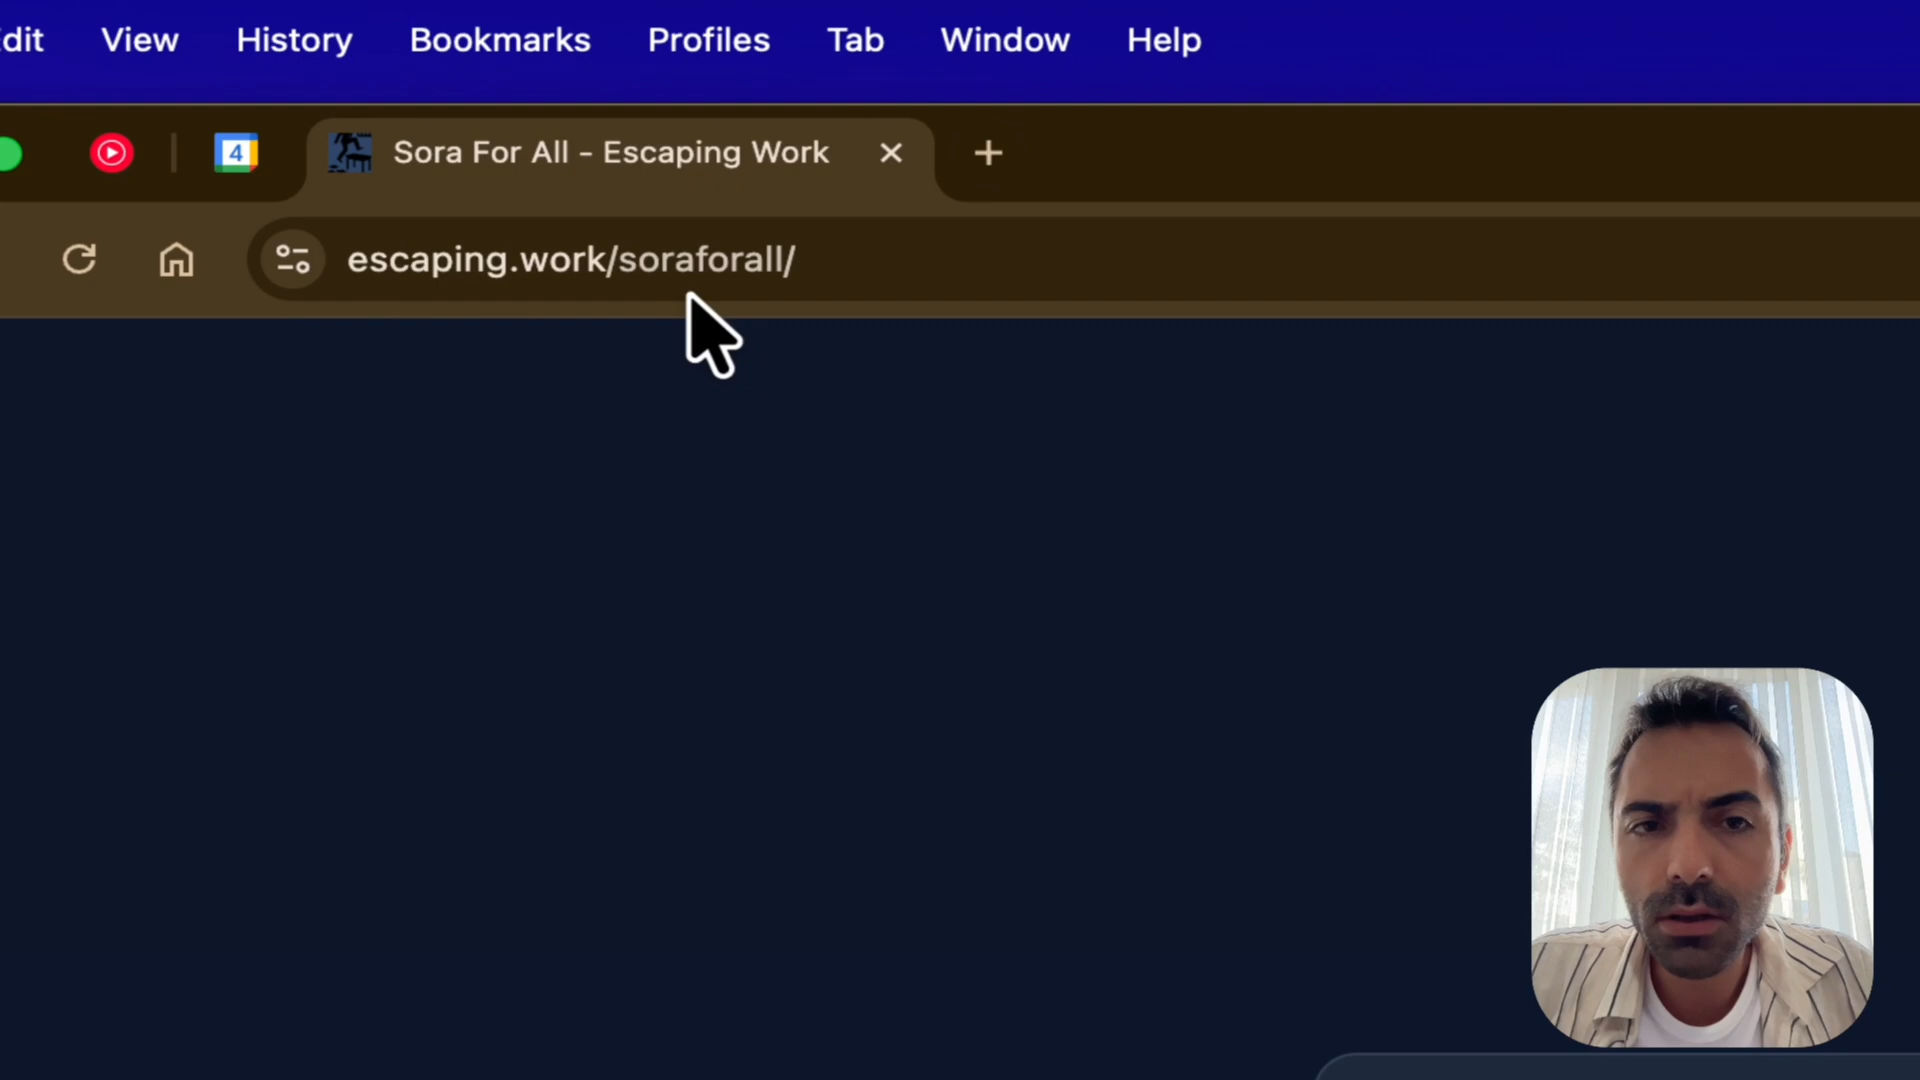 dit View History Bookmarks Profiles Tab Window Help
4 Sora For All - Escaping Work
escaping.work/soraforall/